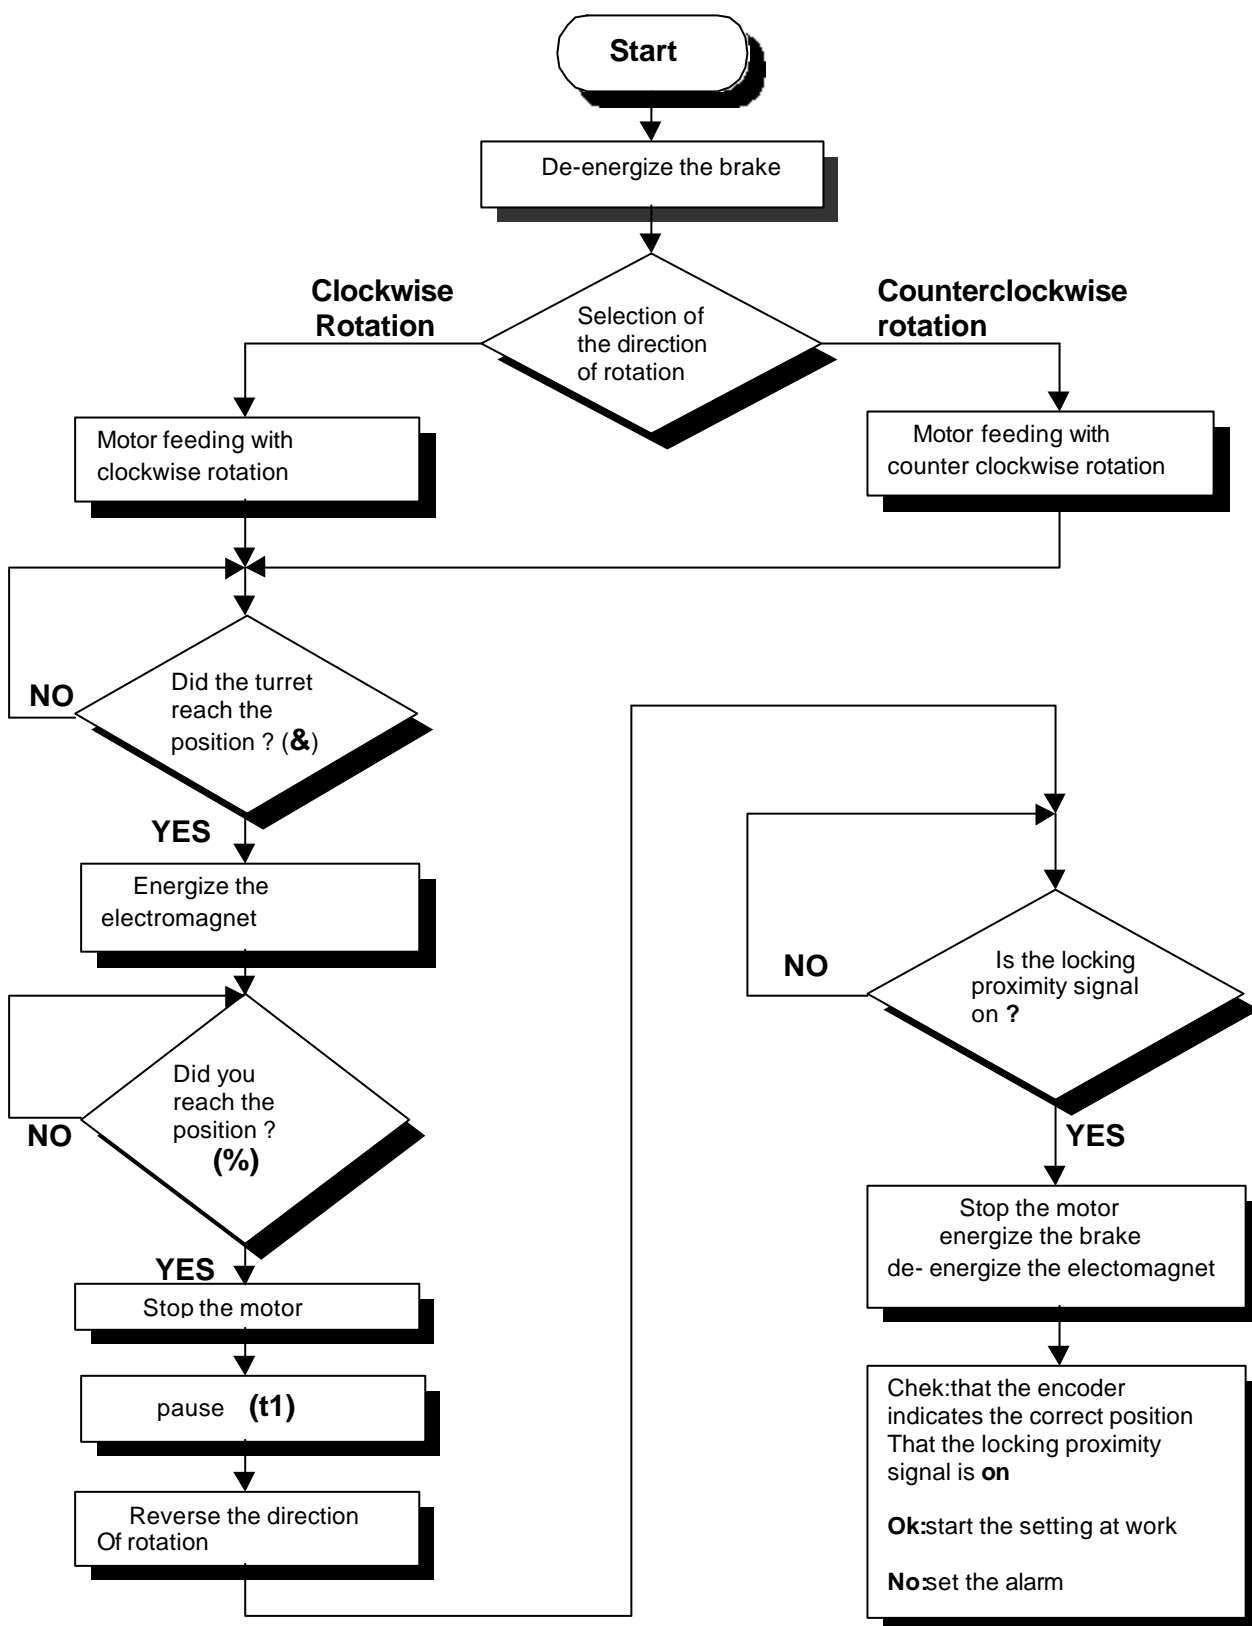 Start
De-energize the brake
Clockwise
Rotation
Counterclockwise
rotation
Selection of
the direction
of rotation
Motor feeding with
clockwise rotation
Motor feeding with
counter clockwise rotation
NO
Did the turret
reach the
position ? (&)
YES
Energize the
electromagnet
NO
Did you
reach the
position ?
(%)
YES
Stop the motor
pause (t1)
Reverse the direction
Of rotation
NO
Is the locking
proximity signal
on ?
YES
Stop the motor
energize the brake
de- energize the electomagnet
Chek:that the encoder
indicates the correct position
That the locking proximity
signal is on
Ok:start the setting at work
No:set the alarm